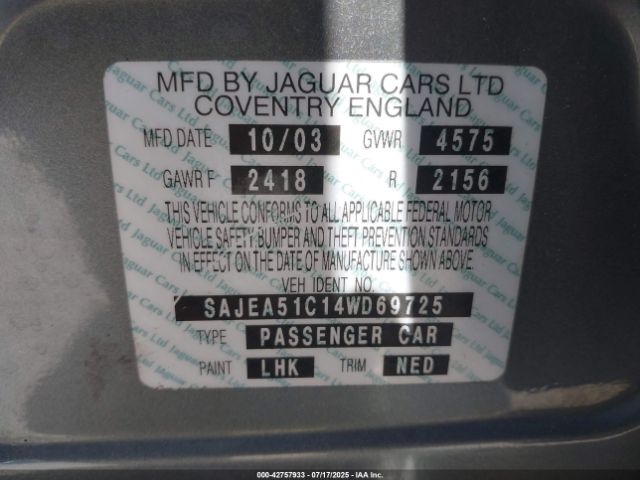 MFD BY JAGUAR CARS LTD
COVENTRY ENGLAND
MFD DATE 10/03 GVWR 4575
GAWR F 2418 R 2156
THIS VEHICLE CONFORMS TO ALL APPLICABLE FEDERAL MOTOR
VEHICLE SAFETY BUMPER AND THEFT PREVENTION STANDARDS
IN EFFECT ON THE DATE OF MANUFACTURE SHOWN ABOVE.
VEH IDENT NO.
SAJEA51C14WD69725
TYPE PASSENGER CAR
PAINT LHK TRIM NED
000-42757933 - 07/17/2025 - IAA, Inc.